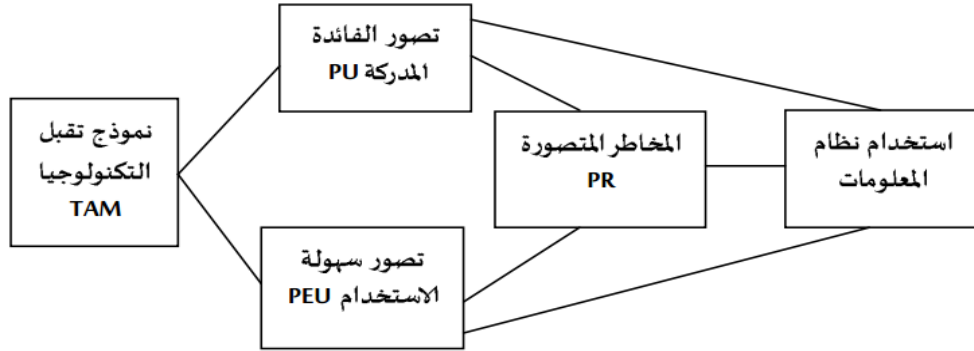 نموذج تقبل
التكنولوجيا
TAM
تصور الفائدة
المدركة PU
تصور سهولة
الاستخدام PEU
المخاطر المتصورة
PR
استخدام نظام
المعلومات